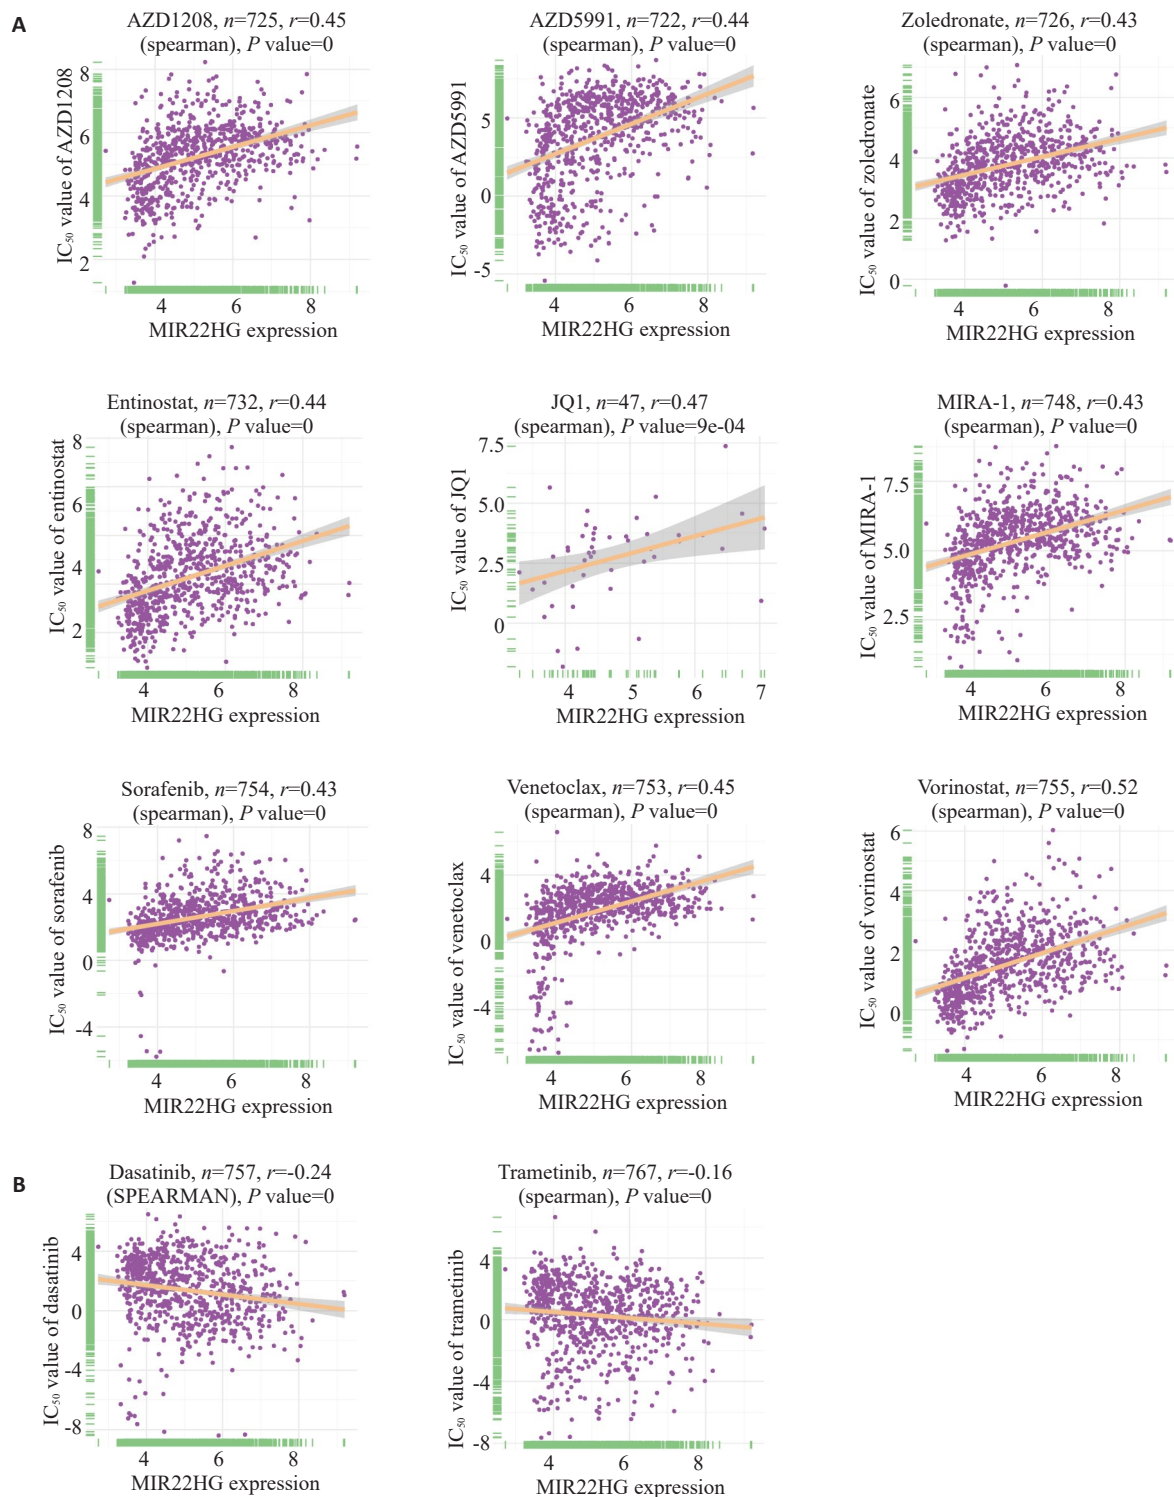 A
AZD1208, n=725, r=0.45
(spearman), P value=0
IC50 value of AZD1208
8
6
4
2
4 6 8
MIR22HG expression
AZD5991, n=722, r=0.44
(spearman), P value=0
IC50 value of AZD5991
5
0
-5
4 6 8
MIR22HG expression
Zoledronate, n=726, r=0.43
(spearman), P value=0
IC50 value of zoledronate
6
4
2
0
4 6 8
MIR22HG expression
Entinostat, n=732, r=0.44
(spearman), P value=0
IC50 value of entinostat
8
6
4
2
4 6 8
MIR22HG expression
JQ1, n=47, r=0.47
(spearman), P value=9e-04
IC50 value of JQ1
7.5
5.0
2.5
0
4 5 6 7
MIR22HG expression
MIRA-1, n=748, r=0.43
(spearman), P value=0
IC50 value of MIRA-1
7.5
5.0
2.5
4 6 8
MIR22HG expression
Sorafenib, n=754, r=0.43
(spearman), P value=0
IC50 value of sorafenib
8
4
0
-4
4 6 8
MIR22HG expression
Venetoclax, n=753, r=0.45
(spearman), P value=0
IC50 value of venetoclax
4
0
-4
4 6 8
MIR22HG expression
Vorinostat, n=755, r=0.52
(spearman), P value=0
IC50 value of vorinostat
6
4
2
0
4 6 8
MIR22HG expression
B
Dasatinib, n=757, r=-0.24
(SPEARMAN), P value=0
IC50 value of dasatinib
4
0
-4
-8
4 6 8
MIR22HG expression
Trametinib, n=767, r=-0.16
(spearman), P value=0
IC50 value of trametinib
4
0
-4
-8
4 6 8
MIR22HG expression